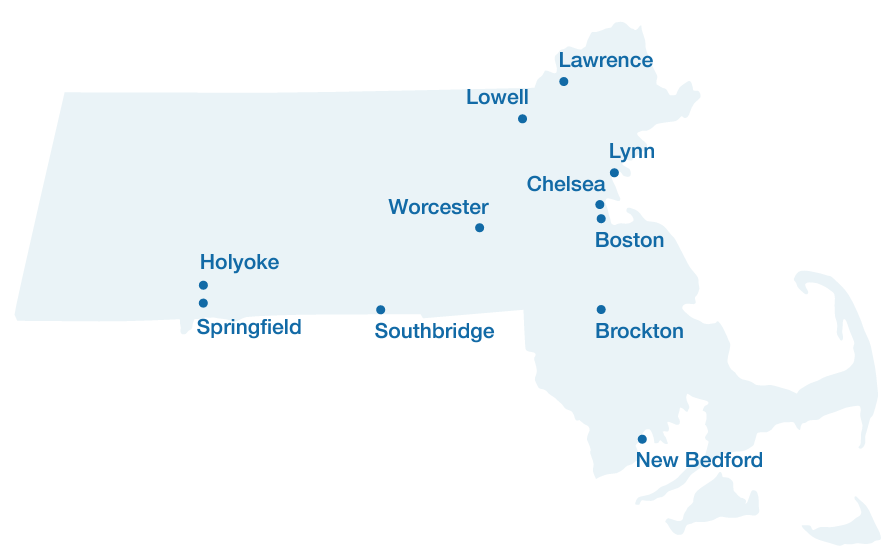 Lawrence
Lowell
Lynn
Chelsea
Worcester
Boston
Holyoke
Springfield
Southbridge
Brockton
New Bedford